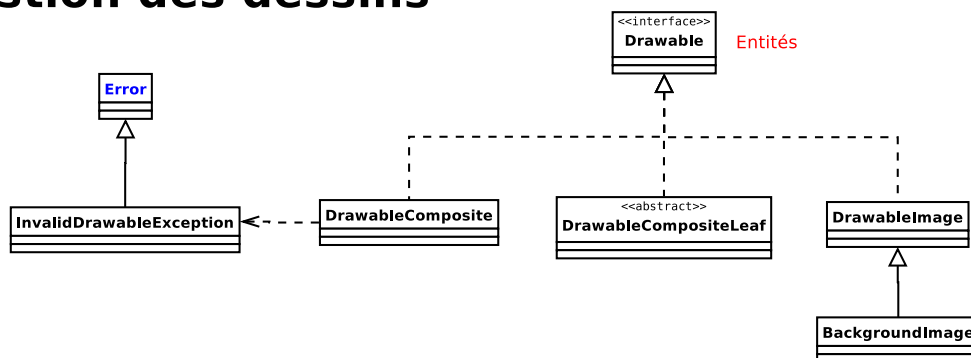 stion des dessins
<<interface>>
Drawable
Entités
Error
InvalidDrawableException
DrawableComposite
<<abstract>>
DrawableCompositeLeaf
DrawableImage
BackgroundImage